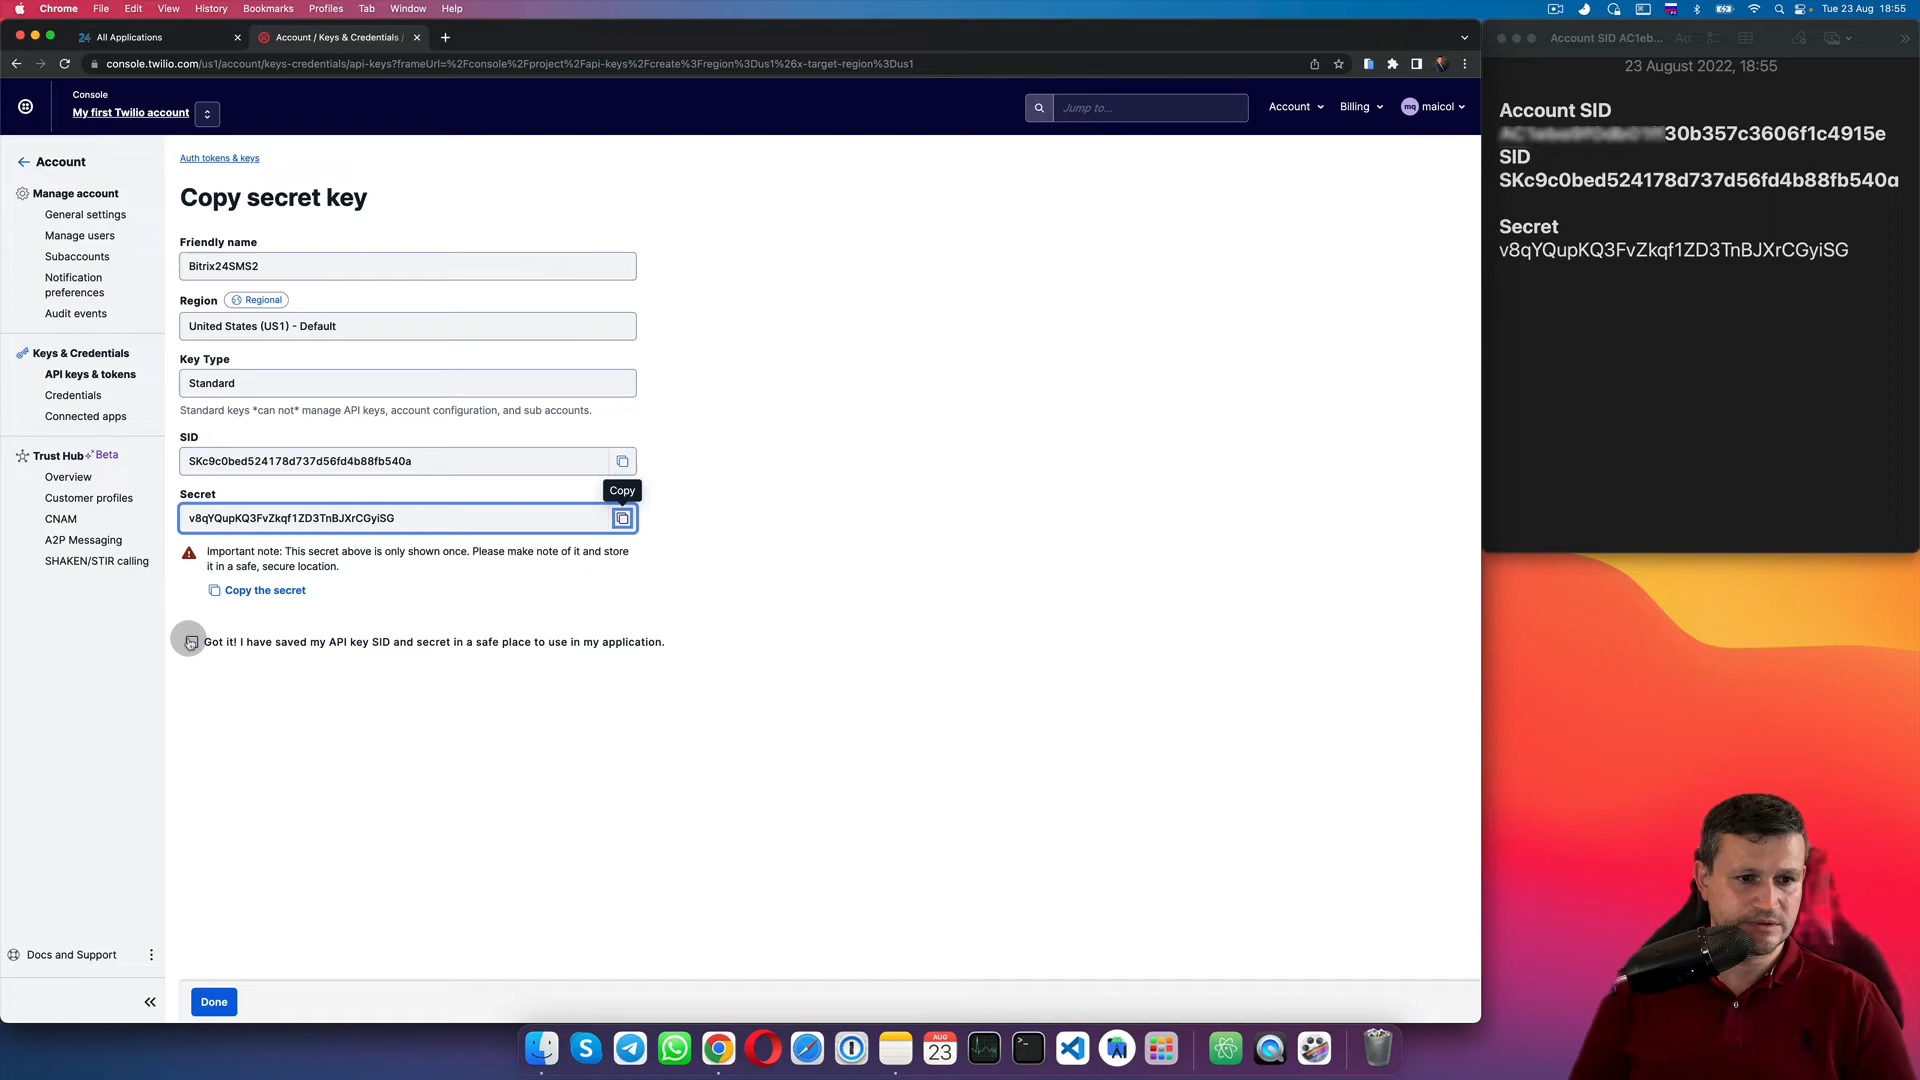 Chrome File Edit View History Bookmarks Profiles Tab Window Help
Tue 23 Aug 18:55
24 All Applications
Account / Keys & Credentials /
console.twilio.com/us1/account/keys-credentials/api-keys?frameUrl=%2Fconsole%2Fproject%2Fapi-keys%2Fcreate%3Fregion%3Dus1%26x-target-region%3Dus1
Console
My first Twilio account
Jump to...
Account
Billing
mq maicol
Account
Manage account
General settings
Manage users
Subaccounts
Notification
preferences
Audit events
Keys & Credentials
API keys & tokens
Credentials
Connected apps
Trust Hub Beta
Overview
Customer profiles
CNAM
A2P Messaging
SHAKEN/STIR calling
Docs and Support
Auth tokens & keys
Copy secret key
Friendly name
Bitrix24SMS2
Region Regional
United States (US1) - Default
Key Type
Standard
Standard keys *can not* manage API keys, account configuration, and sub accounts.
SID
SKc9c0bed524178d737d56fd4b88fb540a
Secret
Copy
v8qYQupKQ3FvZkqf1ZD3TnBJXrCGyiSG
Important note: This secret above is only shown once. Please make note of it and store
it in a safe, secure location.
Copy the secret
Got it! I have saved my API key SID and secret in a safe place to use in my application.
Done
Account SID AC1eb...
23 August 2022, 18:55
Account SID
30b357c3606f1c4915e
SID
SKc9c0bed524178d737d56fd4b88fb540a
Secret
v8qYQupKQ3FvZkqf1ZD3TnBJXrCGyiSG
AUG
23